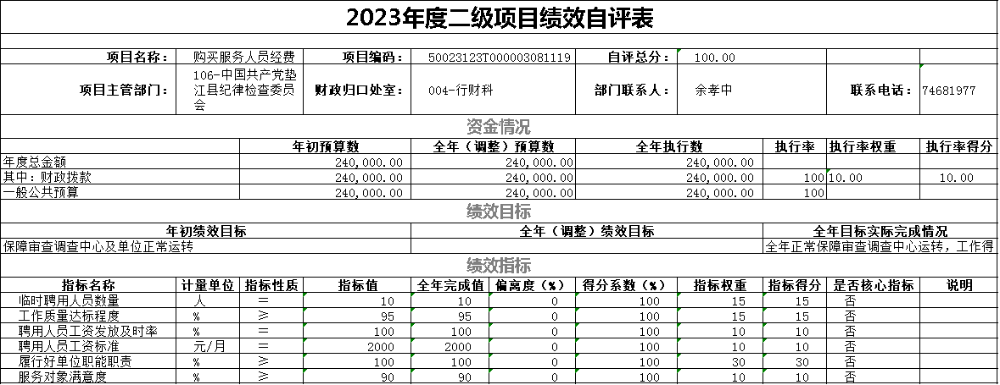 2023年度二级项目绩效自评表
项目名称： 购买服务人员经费 项目编码： 50023123T000003081119 自评总分： 100.00
项目主管部门： 106-中国共产党垫江县纪律检查委员会 财政归口处室： 004-行财科 部门联系人： 余孝中 联系电话： 74681977
资金情况
年初预算数 全年（调整）预算数 全年执行数 执行率 执行率权重 执行率得分
年度总金额 240,000.00 240,000.00 240,000.00
其中：财政拨款 240,000.00 240,000.00 240,000.00 100 10.00 10.00
一般公共预算 240,000.00 240,000.00 240,000.00 100
绩效目标
年初绩效目标 全年（调整）绩效目标 全年目标实际完成情况
保障审查调查中心及单位正常运转 全年正常保障审查调查中心运转，工作得
绩效指标
指标名称 计量单位 指标性质 指标值 全年完成值 偏离度（%） 得分系数（%） 指标权重 指标得分 是否核心指标 说明
临时聘用人员数量 人 ＝ 10 10 0 100 15 15 否
工作质量达标程度 % ≥ 95 95 0 100 15 15 否
聘用人员工资发放及时率 % ＝ 100 100 0 100 10 10 否
聘用人员工资标准 元/月 ＝ 2000 2000 0 100 10 10 否
履行好单位职能职责 % ≥ 100 100 0 100 30 30 否
服务对象满意度 % ≥ 90 90 0 100 10 10 否